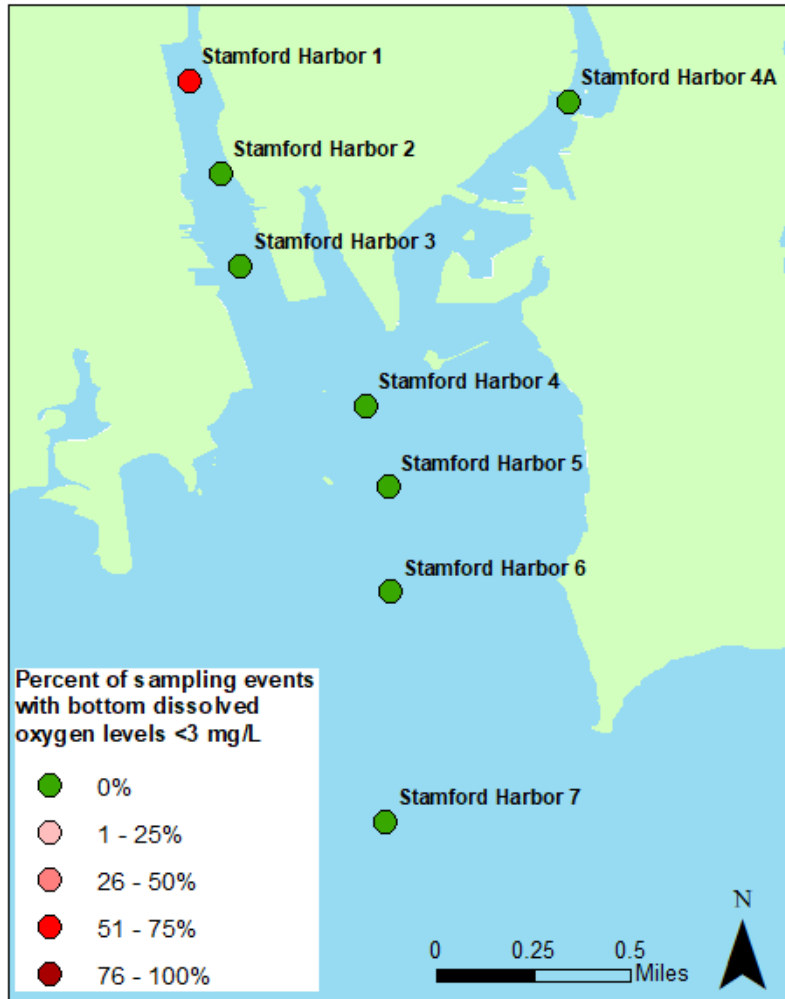 Stamford Harbor 1
Stamford Harbor 4A
Stamford Harbor 2
Stamford Harbor 3
Stamford Harbor 4
Stamford Harbor 5
Stamford Harbor 6
Stamford Harbor 7
Percent of sampling events
with bottom dissolved
oxygen levels <3 mg/L
0%
1 - 25%
26 - 50%
51 - 75%
76 - 100%
N
0 0.25 0.5
Miles